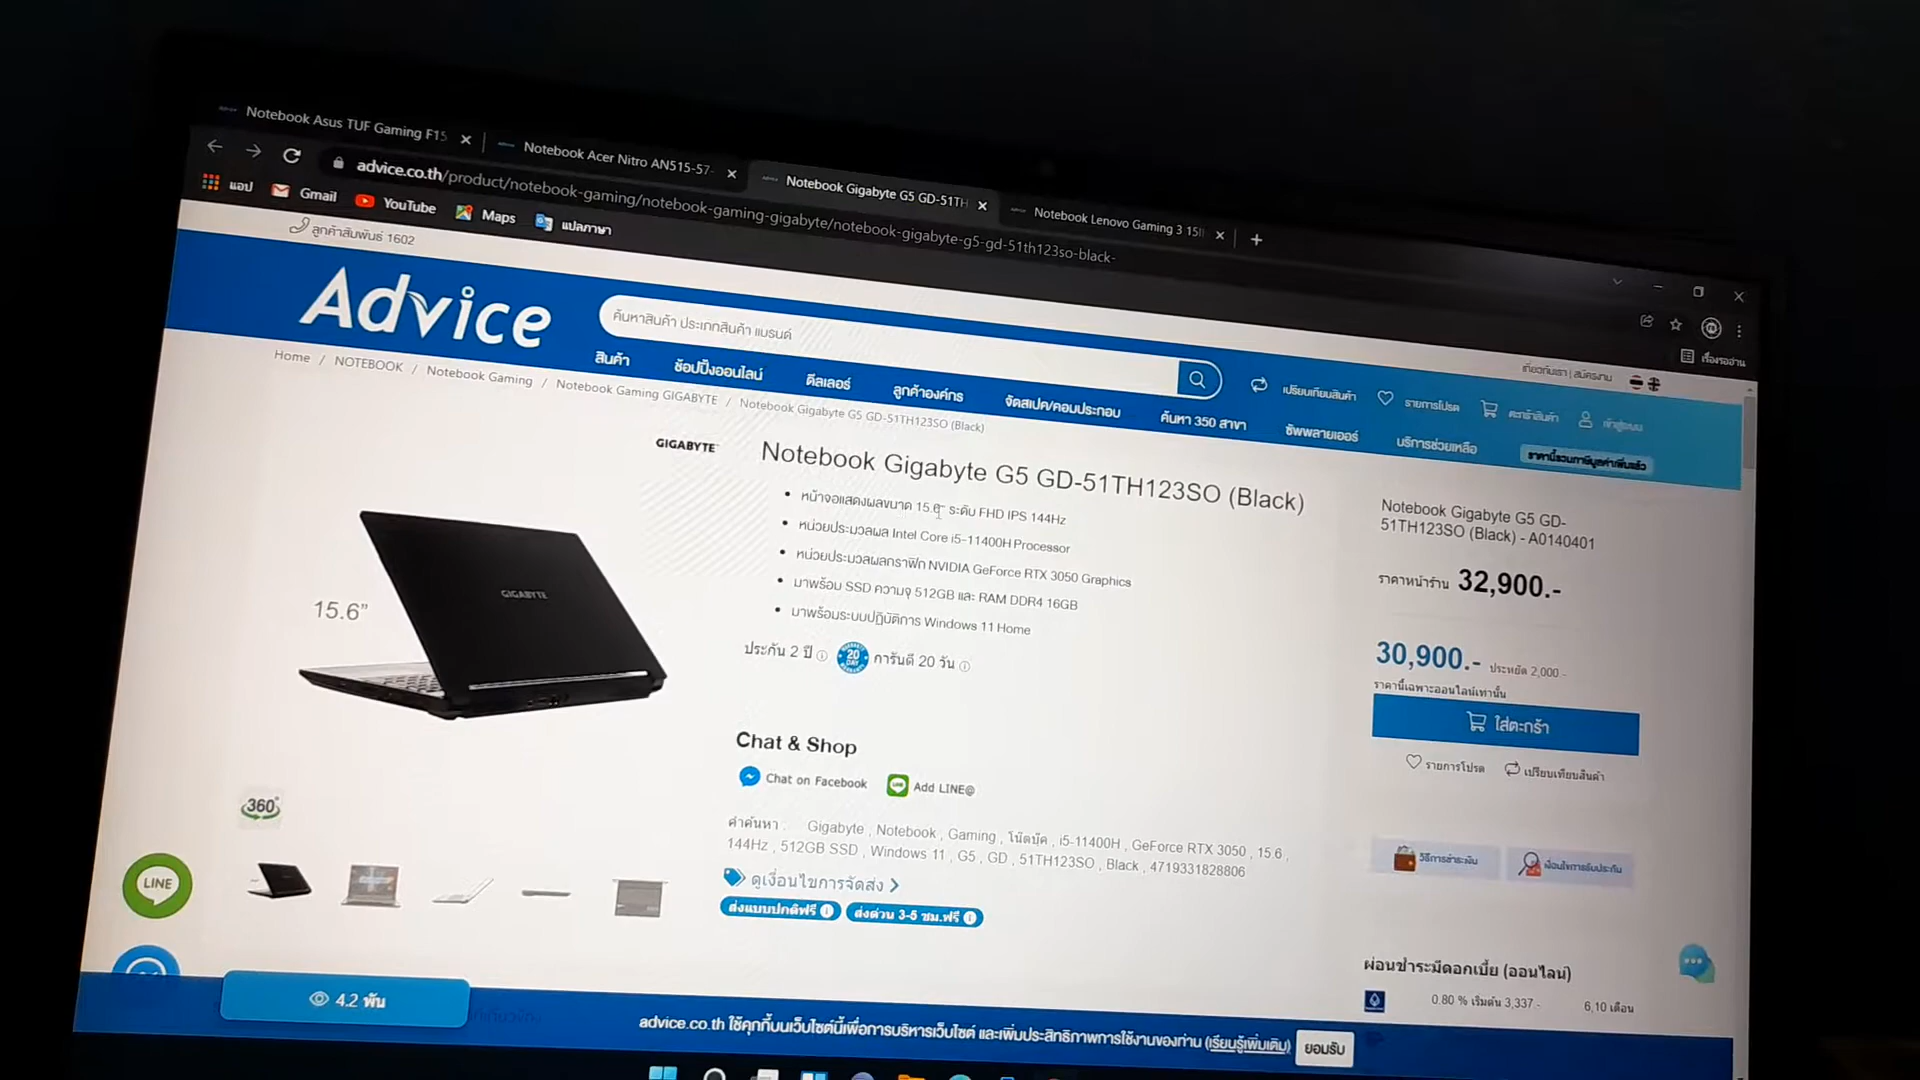 Notebook Asus TUF Gaming F15
Notebook Acer Nitro AN515-57-
Notebook Gigabyte G5 GD-51TH
Notebook Lenovo Gaming 3 15I
advice.co.th/product/notebook-gaming/notebook-gaming-gigabyte/notebook-gigabyte-g5-gd-51th123so-black-
แอป
Gmail
YouTube
Maps
แปลภาษา
เรื่องรออ่าน
ลูกค้าสัมพันธ์ 1602
เกี่ยวกับเรา | สมัครงาน
Advice
ค้นหาสินค้า ประเภทสินค้า แบรนด์
เปรียบเทียบสินค้า
รายการโปรด
ตะกร้าสินค้า
เข้าสู่ระบบ
สินค้า
ช้อปปิ้งออนไลน์
ดีลเลอร์
ลูกค้าองค์กร
จัดสเปค/คอมประกอบ
ค้นหา 350 สาขา
ซัพพลายเออร์
บริการช่วยเหลือ
ราคานี้รวมภาษีมูลค่าเพิ่มแล้ว
Home / NOTEBOOK / Notebook Gaming / Notebook Gaming GIGABYTE / Notebook Gigabyte G5 GD-51TH123SO (Black)
GIGABYTE
Notebook Gigabyte G5 GD-51TH123SO (Black)
• หน้าจอแสดงผลขนาด 15.6" ระดับ FHD IPS 144Hz
• หน่วยประมวลผล Intel Core i5-11400H Processor
• หน่วยประมวลผลกราฟิก NVIDIA GeForce RTX 3050 Graphics
• มาพร้อม SSD ความจุ 512GB และ RAM DDR4 16GB
• มาพร้อมระบบปฏิบัติการ Windows 11 Home
ประกัน 2 ปี
20 DAY
การันตี 20 วัน
15.6”
GIGABYTE
360°
Chat & Shop
Chat on Facebook
Add LINE@
คำค้นหา : Gigabyte , Notebook , Gaming , โน๊ตบุ๊ค , i5-11400H , GeForce RTX 3050 , 15.6 ,
144Hz , 512GB SSD , Windows 11 , G5 , GD , 51TH123SO , Black , 4719331828806
ดูเงื่อนไขการจัดส่ง
ส่งแบบปกติฟรี
ส่งด่วน 3-5 ชม.ฟรี
Notebook Gigabyte G5 GD-
51TH123SO (Black) - A0140401
ราคาหน้าร้าน 32,900.-
30,900.- ประหยัด 2,000.-
ราคานี้เฉพาะออนไลน์เท่านั้น
ใส่ตะกร้า
รายการโปรด
เปรียบเทียบสินค้า
วิธีการชำระเงิน
เงื่อนไขการรับประกัน
ผ่อนชำระมีดอกเบี้ย (ออนไลน์)
0.80 % เริ่มต้น 3,337.-
6,10 เดือน
LINE
4.2 พัน
advice.co.th ใช้คุกกี้บนเว็บไซต์นี้เพื่อการบริหารเว็บไซต์ และเพิ่มประสิทธิภาพการใช้งานของท่าน (เรียนรู้เพิ่มเติม)
ยอมรับ